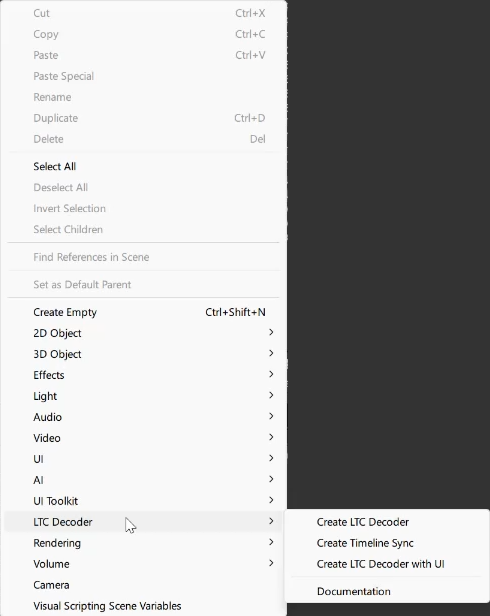 Cut Ctrl+X
Copy Ctrl+C
Paste Ctrl+V
Paste Special
Rename
Duplicate Ctrl+D
Delete Del
Select All
Deselect All
Invert Selection
Select Children
Find References in Scene
Set as Default Parent
Create Empty Ctrl+Shift+N
2D Object
3D Object
Effects
Light
Audio
Video
UI
AI
UI Toolkit
LTC Decoder
Rendering
Volume
Camera
Visual Scripting Scene Variables
Create LTC Decoder
Create Timeline Sync
Create LTC Decoder with UI
Documentation